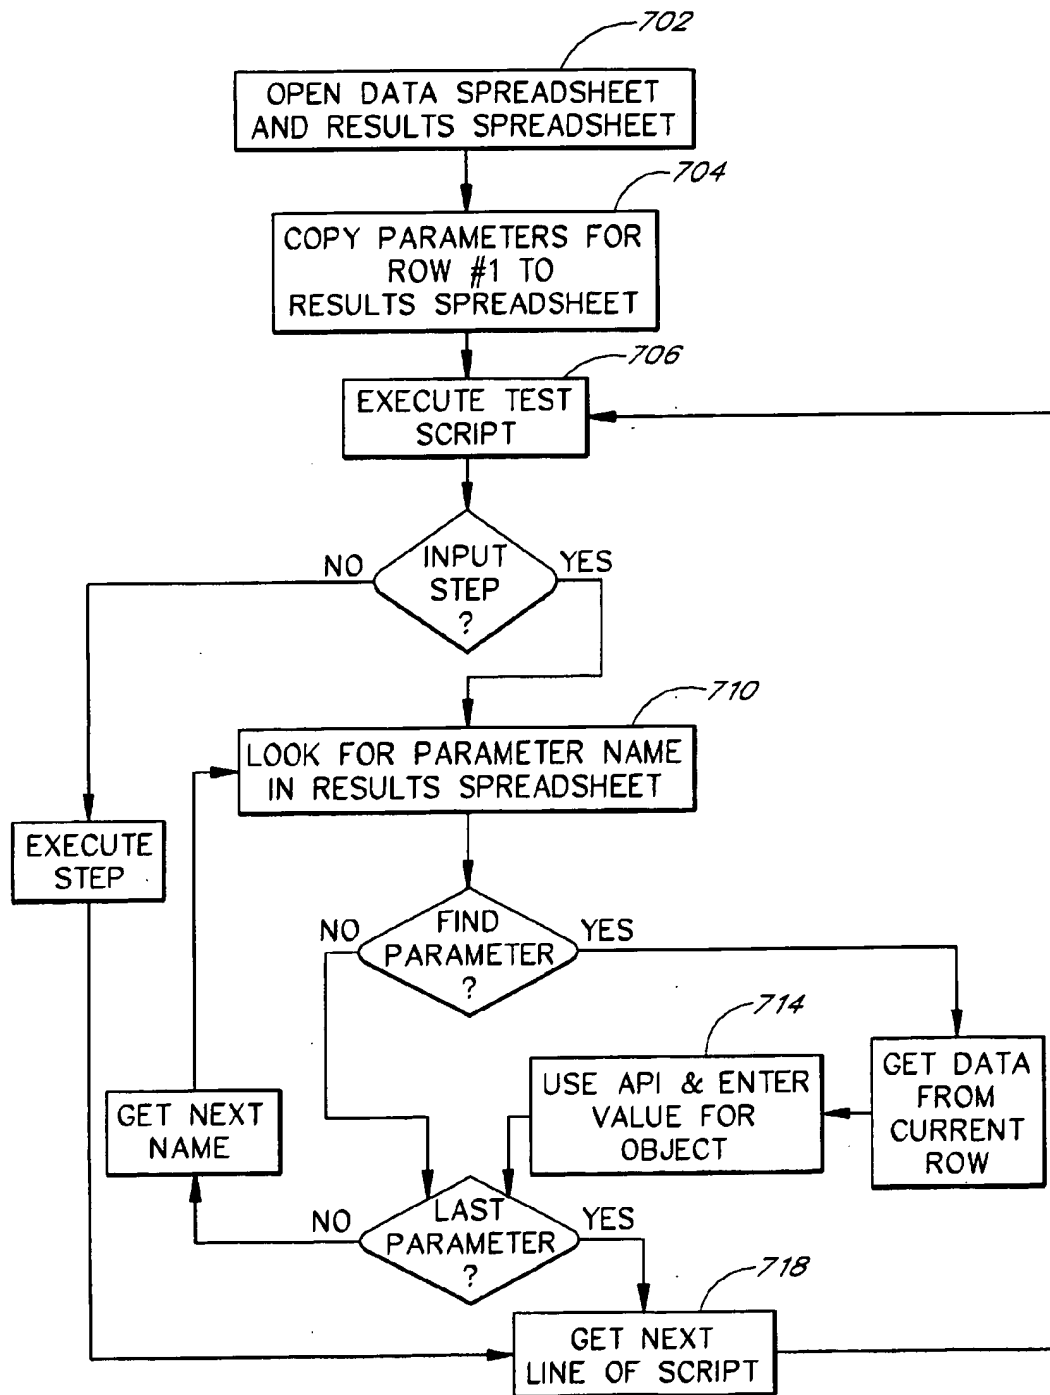 702
OPEN DATA SPREADSHEET
AND RESULTS SPREADSHEET
704
COPY PARAMETERS FOR
ROW #1 TO
RESULTS SPREADSHEET
706
EXECUTE TEST
SCRIPT
NO
INPUT
STEP
?
YES
710
LOOK FOR PARAMETER NAME
IN RESULTS SPREADSHEET
EXECUTE
STEP
NO
FIND
PARAMETER
?
YES
714
USE API & ENTER
VALUE FOR
OBJECT
GET DATA
FROM
CURRENT
ROW
GET NEXT
NAME
NO
LAST
PARAMETER
?
YES
718
GET NEXT
LINE OF SCRIPT